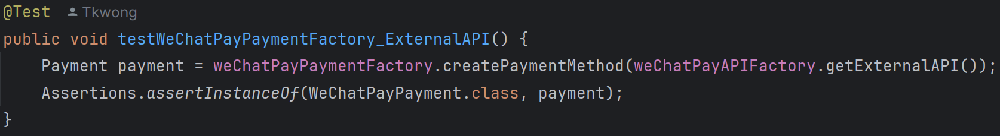 @Test Tkwong
public void testWeChatPayPaymentFactory_ExternalAPI() {
    Payment payment = weChatPayPaymentFactory.createPaymentMethod(weChatPayAPIFactory.getExternalAPI());
    Assertions.assertInstanceOf(WeChatPayPayment.class, payment);
}